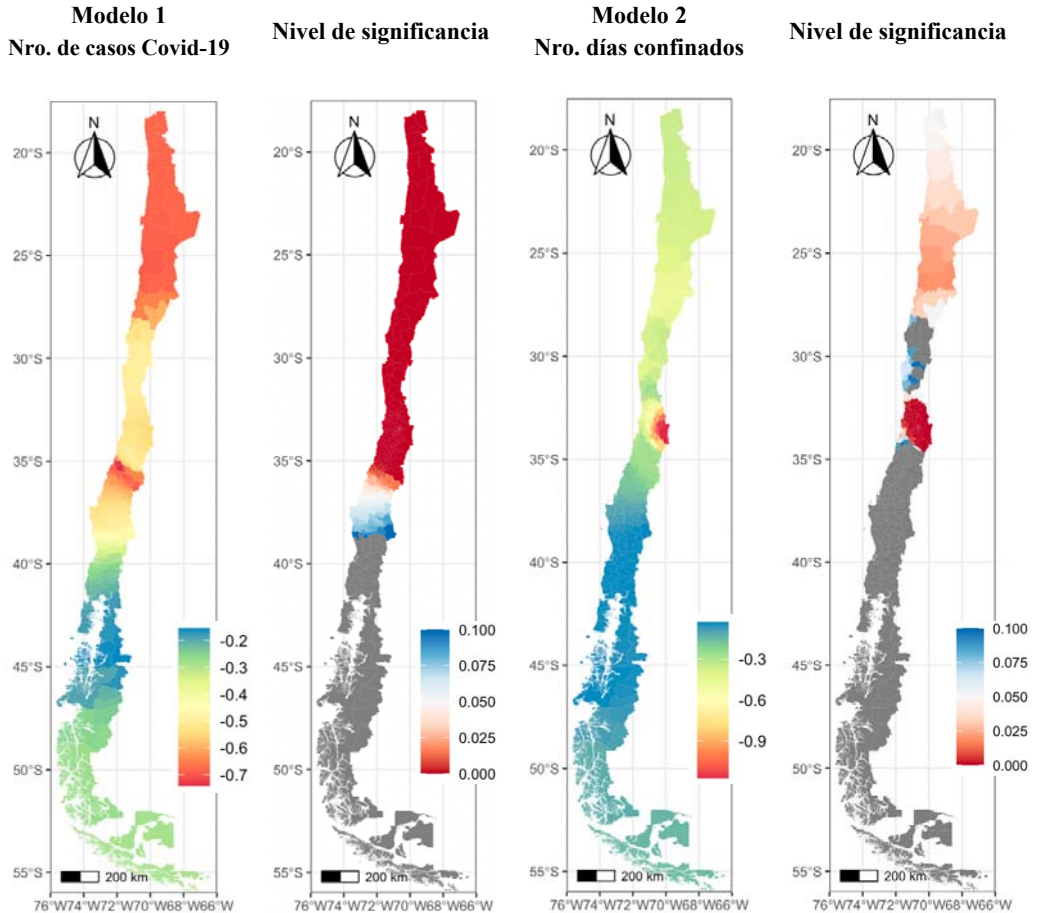 Modelo 1
Nro. de casos Covid-19
Nivel de significancia
Modelo 2
Nro. días confinados
Nivel de significancia
N
20°S
25°S
30°S
35°S
40°S
45°S
50°S
55°S
-0.2
-0.3
-0.4
-0.5
-0.6
-0.7
200 km
76°W74°W72°W70°W68°W66°W
N
20°S
25°S
30°S
35°S
40°S
45°S
50°S
55°S
0.100
0.075
0.050
0.025
0.000
200 km
76°W74°W72°W70°W68°W66°W
N
20°S
25°S
30°S
35°S
40°S
45°S
50°S
55°S
-0.3
-0.6
-0.9
200 km
76°W74°W72°W70°W68°W66°W
N
20°S
25°S
30°S
35°S
40°S
45°S
50°S
55°S
0.100
0.075
0.050
0.025
0.000
200 km
76°W74°W72°W70°W68°W66°W